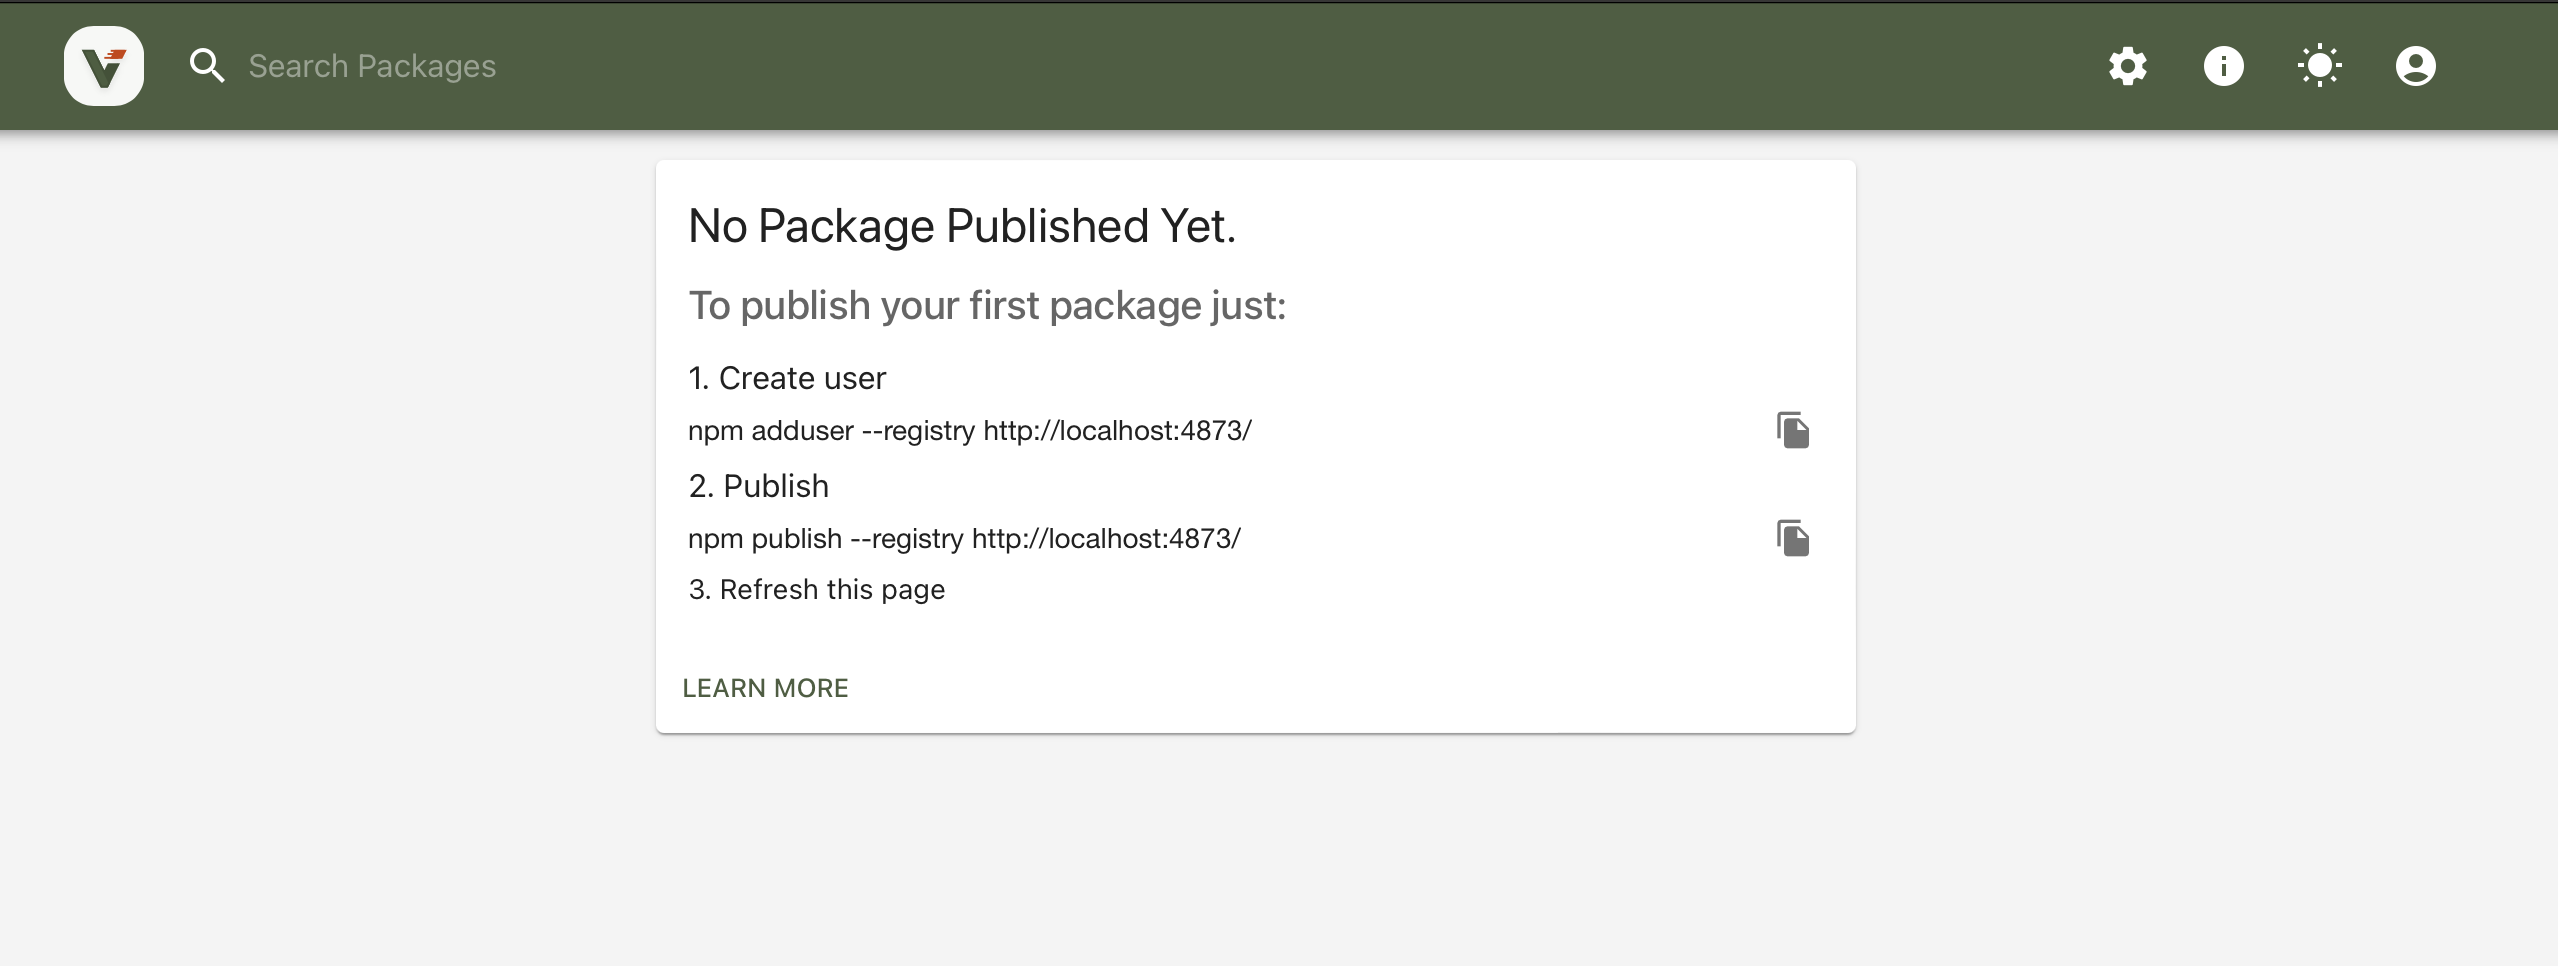 Search Packages
No Package Published Yet.
To publish your first package just:
1. Create user
npm adduser --registry http://localhost:4873/
2. Publish
npm publish --registry http://localhost:4873/
3. Refresh this page
LEARN MORE